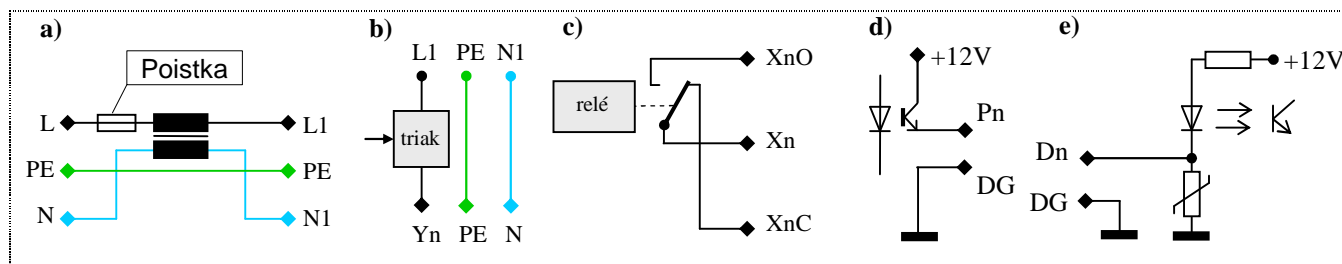 a)
Poistka
L
L1
PE
PE
N
N1
b)
L1
PE
N1
triak
Yn
PE
N
c)
XnO
relé
Xn
XnC
d)
+12V
Pn
DG
e)
+12V
Dn
DG